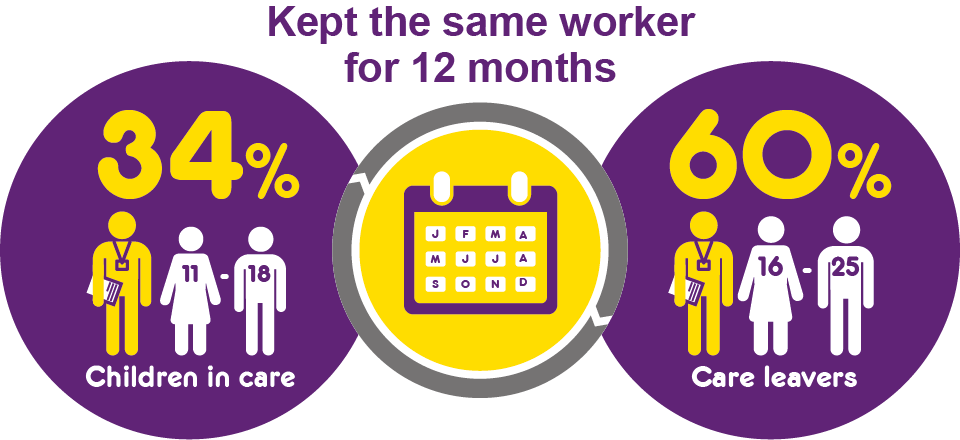 Kept the same worker
for 12 months
34%
11 - 18
Children in care
J F M A
M J J A
S O N D
60%
16 - 25
Care leavers